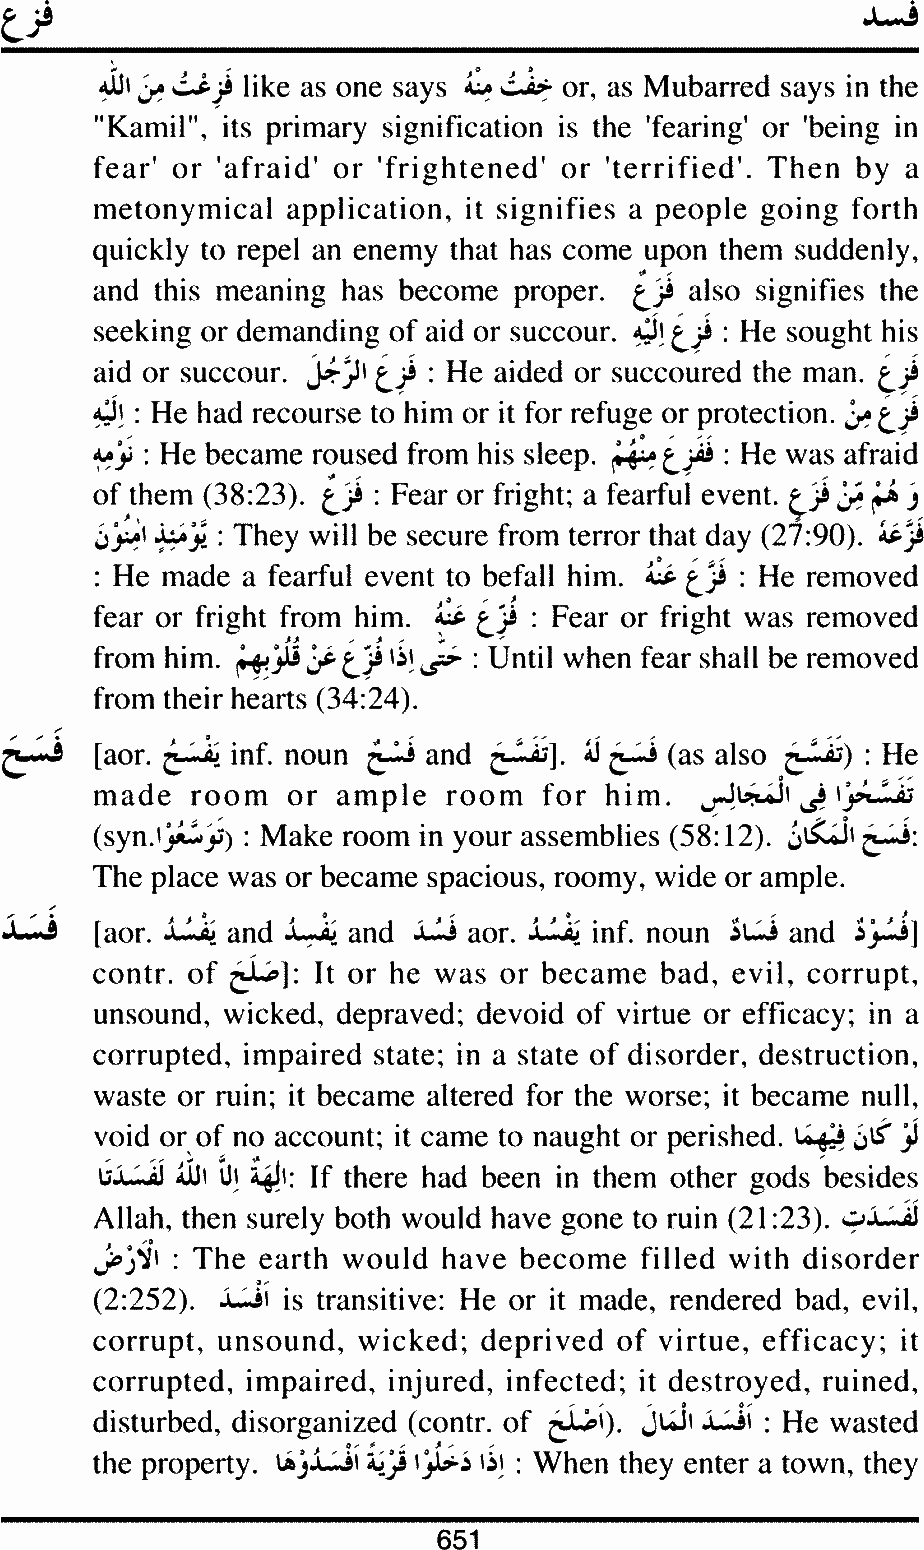 فزع فسد
فَزِعْتُ مِنَ اللّٰهِ like as one says خِفْتُ مِنْهُ or, as Mubarred says in the
"Kamil", its primary signification is the 'fearing' or 'being in
fear' or 'afraid' or 'frightened' or 'terrified'. Then by a
metonymical application, it signifies a people going forth
quickly to repel an enemy that has come upon them suddenly,
and this meaning has become proper. فَزَعٌ also signifies the
seeking or demanding of aid or succour. فَزِعَ اِلَيْهِ : He sought his
aid or succour. فَزِعَ الرَّجُلَ : He aided or succoured the man. فَزِعَ
اِلَيْهِ : He had recourse to him or it for refuge or protection. فَزِعَ مِنْ
نَوْمِهِ : He became roused from his sleep. فَفَزِعَ مِنْهُمْ : He was afraid
of them (38:23). فَزَعٌ : Fear or fright; a fearful event. وَ هُمْ مِّنْ فَزَعٍ
يَّوْمَئِذٍ اٰمِنُوْنَ : They will be secure from terror that day (27:90). فَزَّعَهُ
: He made a fearful event to befall him. فَزَّعَ عَنْهُ : He removed
fear or fright from him. فُزِّعَ عَنْهُ : Fear or fright was removed
from him. حَتّٰى اِذَا فُزِّعَ عَنْ قُلُوْبِهِمْ : Until when fear shall be removed
from their hearts (34:24).
فَسَحَ [aor. يَفْسَحُ inf. noun فَسْحٌ and تَفَسَّحَ]. فَسَحَ لَهٗ (as also تَفَسَّحَ) : He
made room or ample room for him. تَفَسَّحُوْا فِى الْمَجَالِسِ
(syn.تَوَسَّعُوْا) : Make room in your assemblies (58:12). فَسَحَ الْمَكَانُ:
The place was or became spacious, roomy, wide or ample.
فَسَدَ [aor. يَفْسُدُ and يَفْسِدُ and فَسُدَ aor. يَفْسُدُ inf. noun فَسَادٌ and فُسُوْدٌ]
contr. of صَلَحَ]: It or he was or became bad, evil, corrupt,
unsound, wicked, depraved; devoid of virtue or efficacy; in a
corrupted, impaired state; in a state of disorder, destruction,
waste or ruin; it became altered for the worse; it became null,
void or of no account; it came to naught or perished. لَوْ كَانَ فِيْهِمَا
اٰلِهَةٌ اِلَّا اللّٰهُ لَفَسَدَتَا: If there had been in them other gods besides
Allah, then surely both would have gone to ruin (21:23). لَفَسَدَتِ
الْاَرْضُ : The earth would have become filled with disorder
(2:252). اَفْسَدَ is transitive: He or it made, rendered bad, evil,
corrupt, unsound, wicked; deprived of virtue, efficacy; it
corrupted, impaired, injured, infected; it destroyed, ruined,
disturbed, disorganized (contr. of اَصْلَحَ). اَفْسَدَ الْمَالَ : He wasted
the property. اِذَا دَخَلُوْا قَرْيَةً اَفْسَدُوْهَا : When they enter a town, they
651